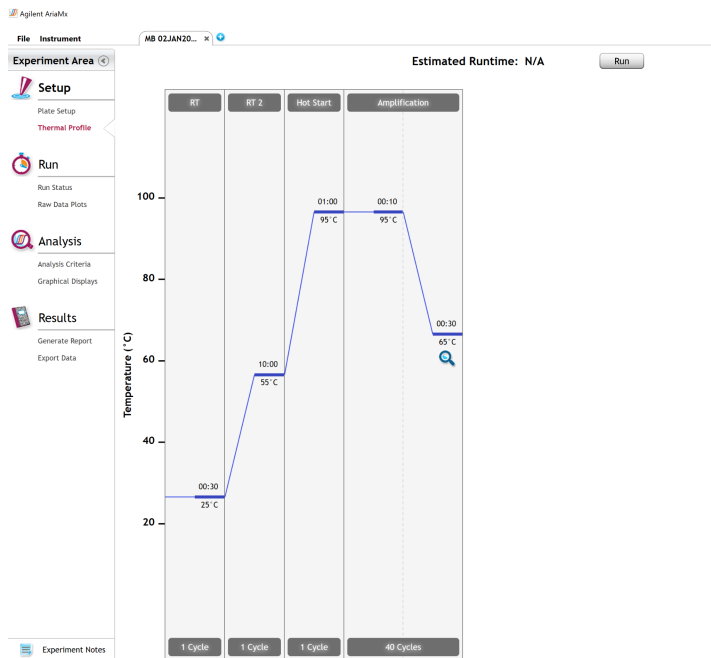 Agilent AriaMx
File Instrument
MB 02JAN20...
Experiment Area
Estimated Runtime: N/A
Run
Setup
Plate Setup
Thermal Profile
Run
Run Status
Raw Data Plots
Analysis
Analysis Criteria
Graphical Displays
Results
Generate Report
Export Data
Experiment Notes
RT
RT 2
Hot Start
Amplification
Temperature (°C)
100
80
60
40
20
00:30
25°C
10:00
55°C
01:00
95°C
00:10
95°C
00:30
65°C
1 Cycle
1 Cycle
1 Cycle
40 Cycles